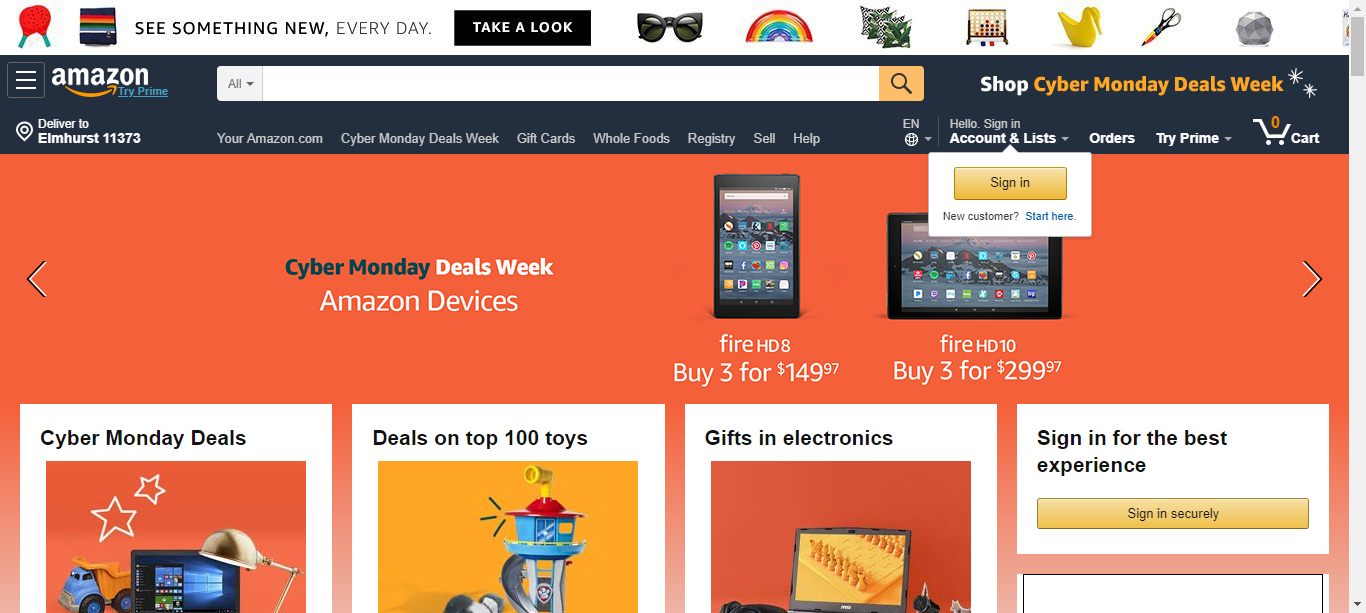 SEE SOMETHING NEW, EVERY DAY.
TAKE A LOOK
amazon
Try Prime
All
Shop Cyber Monday Deals Week
Deliver to
Elmhurst 11373
Your Amazon.com Cyber Monday Deals Week Gift Cards Whole Foods Registry Sell Help
EN
Hello. Sign in
Account & Lists
Orders
Try Prime
0
Cart
Sign in
New customer? Start here.
Cyber Monday Deals Week
Amazon Devices
fire HD8
Buy 3 for $14997
fire HD10
Buy 3 for $29997
Cyber Monday Deals
Deals on top 100 toys
Gifts in electronics
Sign in for the best
experience
Sign in securely
msi